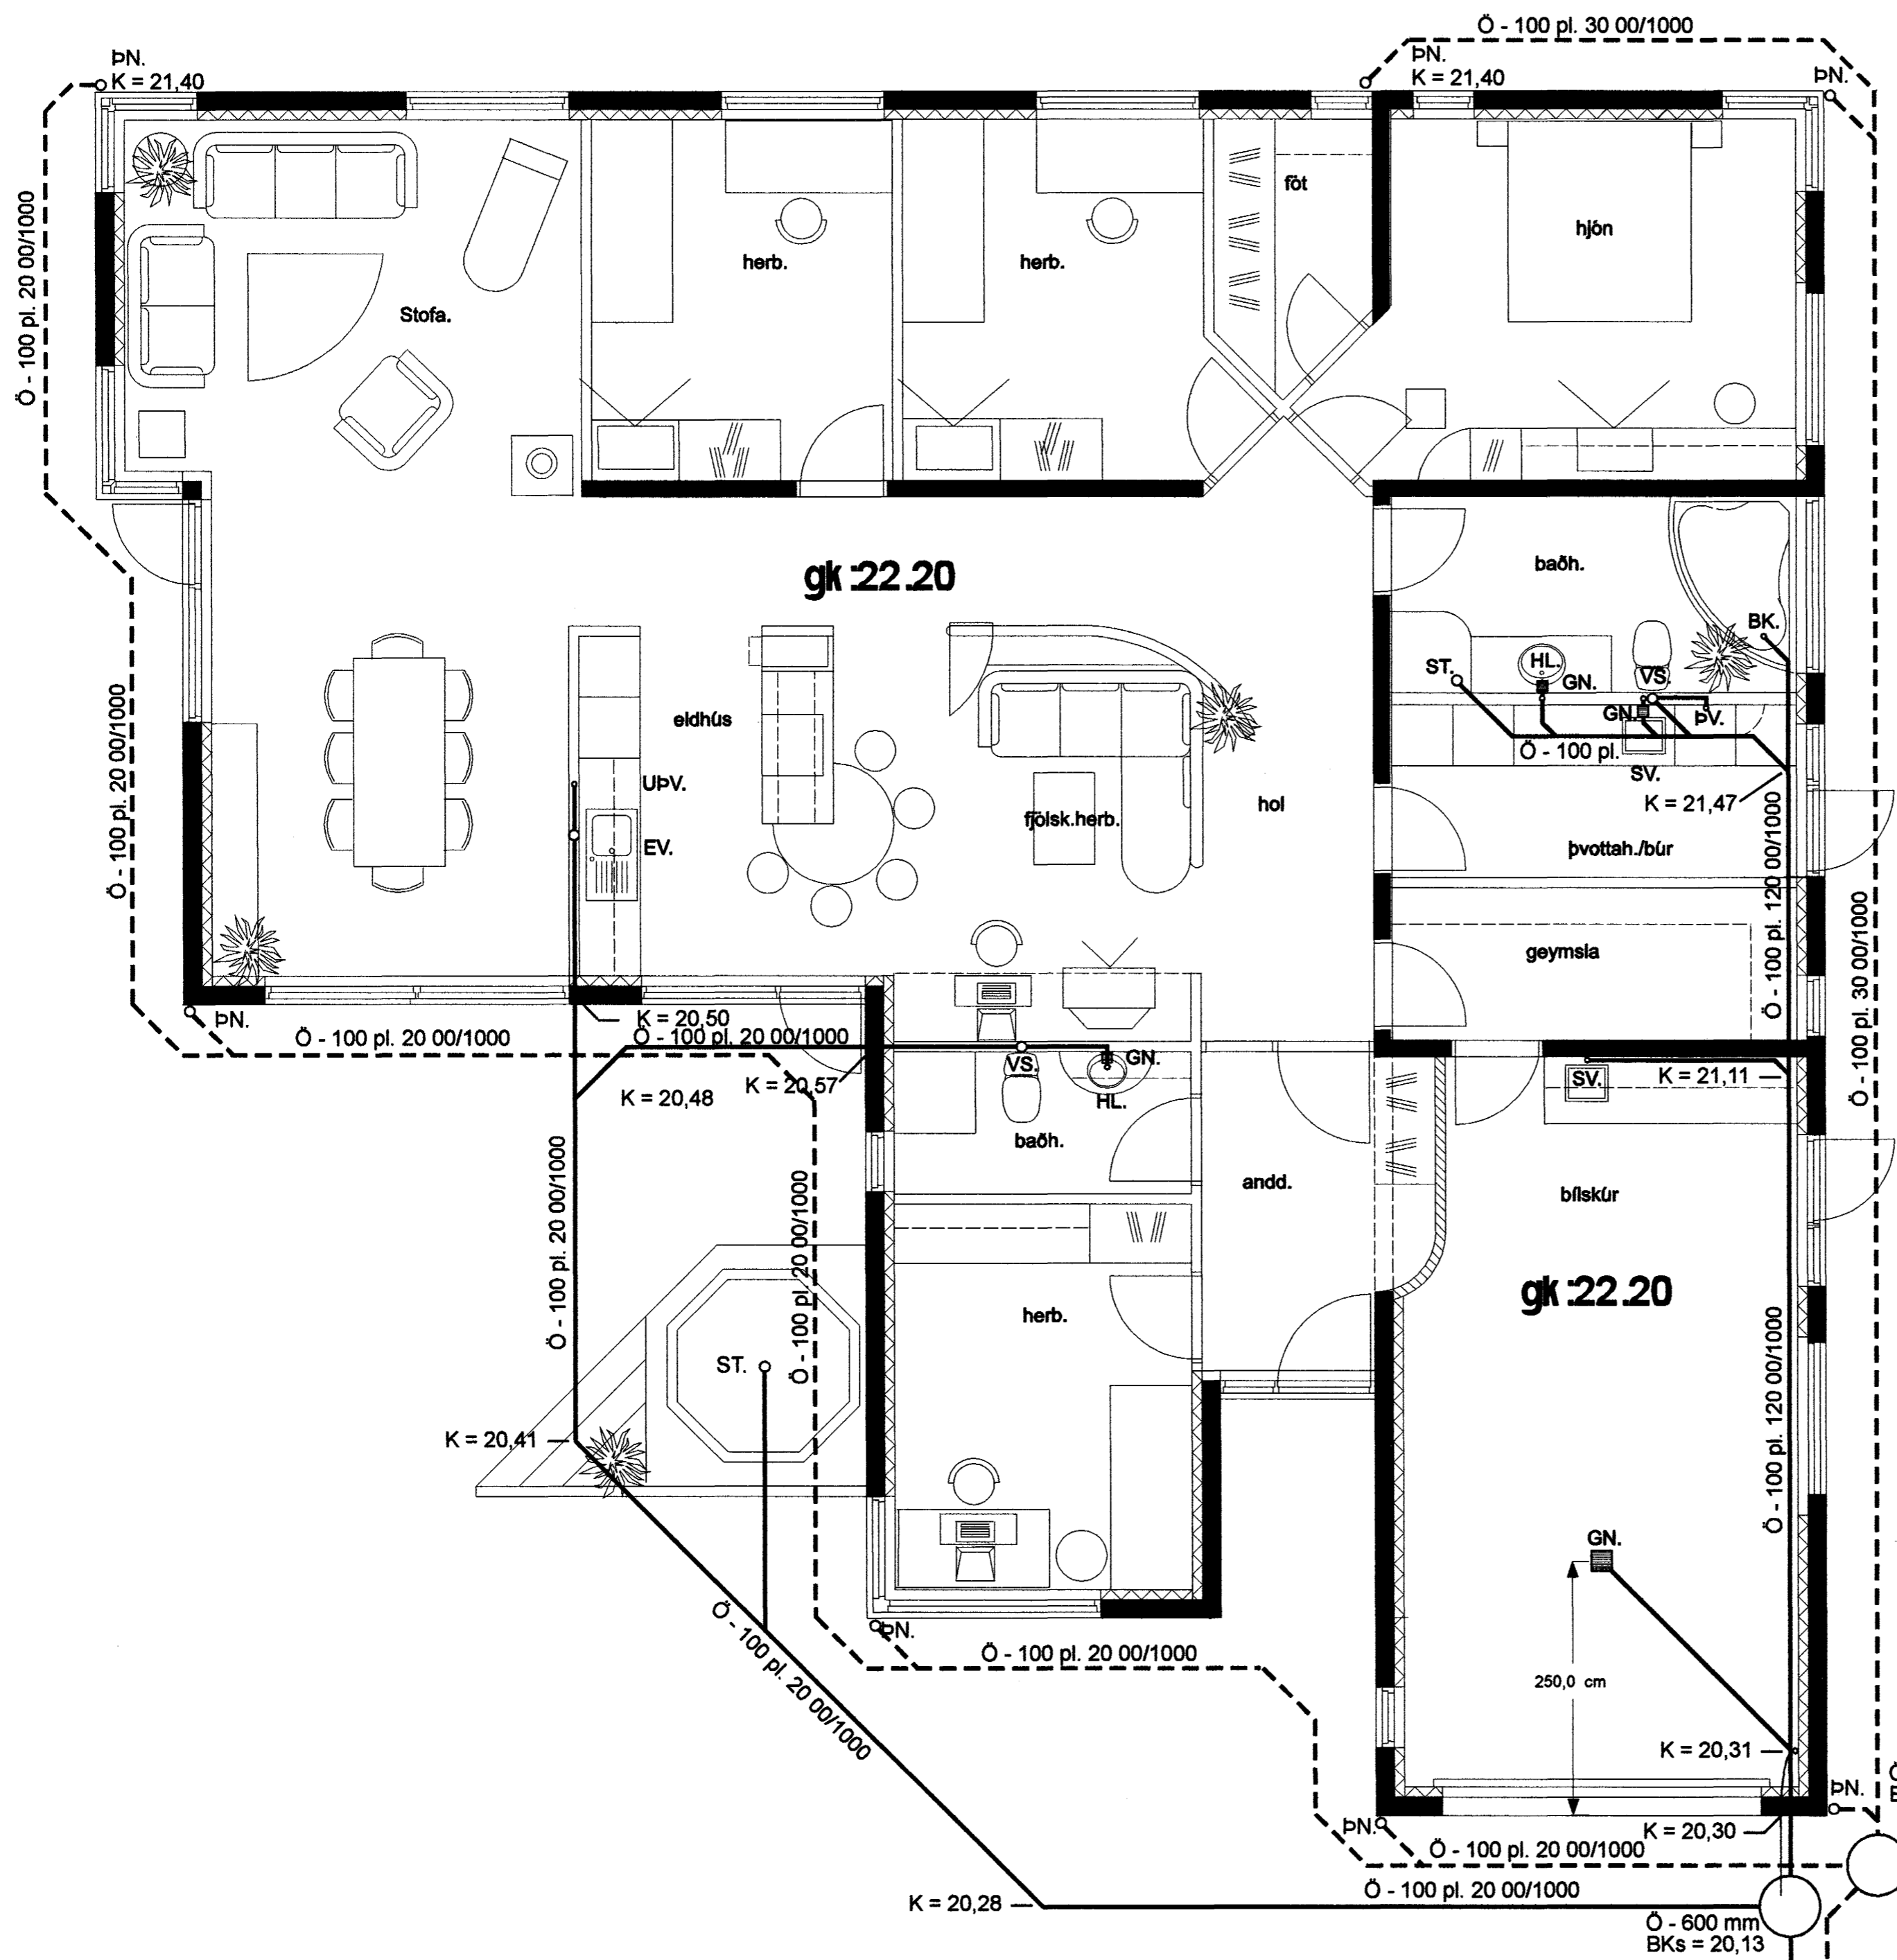 Ö - 100 pl. 30 00/1000
ÞN.
K = 21,40
ÞN.
K = 21,40
ÞN.
Ö - 100 pl. 20 00/1000
föt
hjón
herb.
herb.
Stofa.
gk :22.20
baðh.
BK.
ST.
HL.
GN.
VS.
GN.
ÞV.
Ö - 100 pl.
SV.
K = 21,47
eldhús
UÞV.
EV.
fjölsk.herb.
hol
þvottah./búr
Ö - 100 pl. 20 00/1000
Ö - 100 pl. 120 00/1000
Ö - 100 pl. 30 00/1000
geymsla
ÞN.
K = 20,50
Ö - 100 pl. 20 00/1000
Ö - 100 pl. 20 00/1000
VS.
GN.
K = 20,57
K = 20,48
HL.
SV.
K = 21,11
baðh.
andd.
bílskúr
Ö - 100 pl. 20 00/1000
Ö - 100 pl. 20 00/1000
gk :22.20
herb.
ST.
Ö - 100 pl. 120 00/1000
K = 20,41
GN.
Ö - 100 pl. 20 00/1000
ÞN.
Ö - 100 pl. 20 00/1000
250,0 cm
K = 20,31
ÞN.
ÞN.
K = 20,30
Ö - 100 pl. 20 00/1000
Ö - 100 pl. 20 00/1000
K = 20,28
Ö - 600 mm
BKs = 20,13